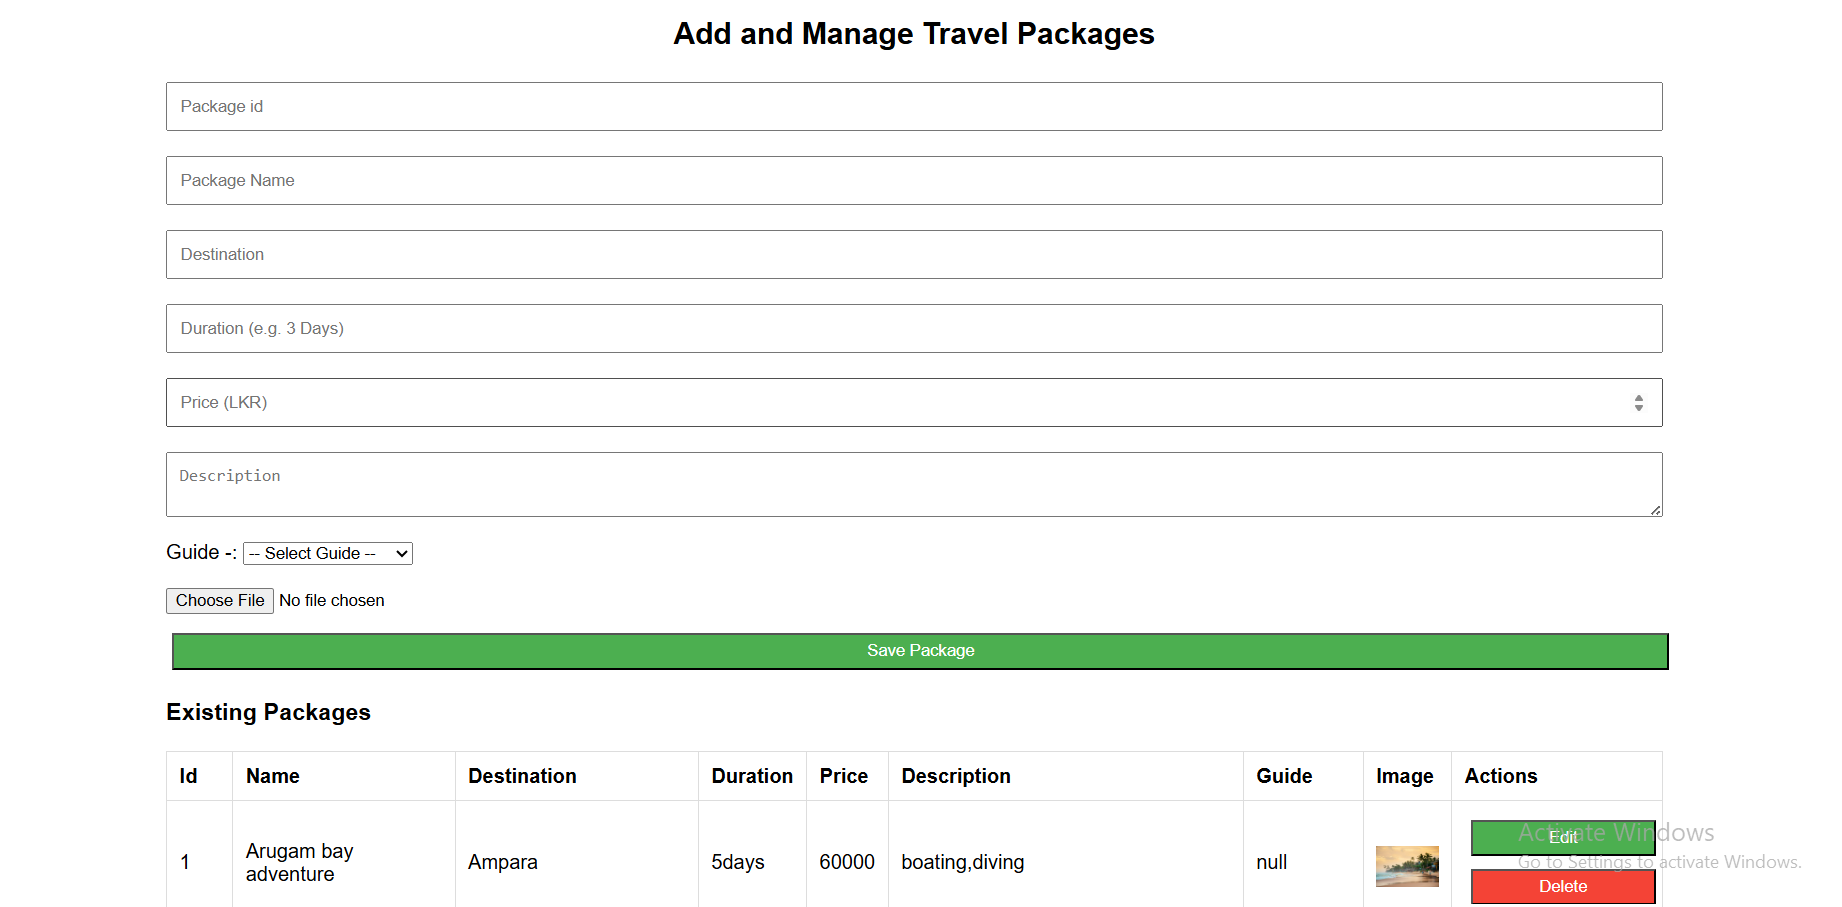 Add and Manage Travel Packages
Package id
Package Name
Destination
Duration (e.g. 3 Days)
Price (LKR)
Description
Guide -: -- Select Guide --
Choose File No file chosen
Save Package
Existing Packages
Id Name Destination Duration Price Description Guide Image Actions
1 Arugam bay adventure Ampara 5days 60000 boating,diving null Edit
Delete
Activate Windows
Go to Settings to activate Windows.